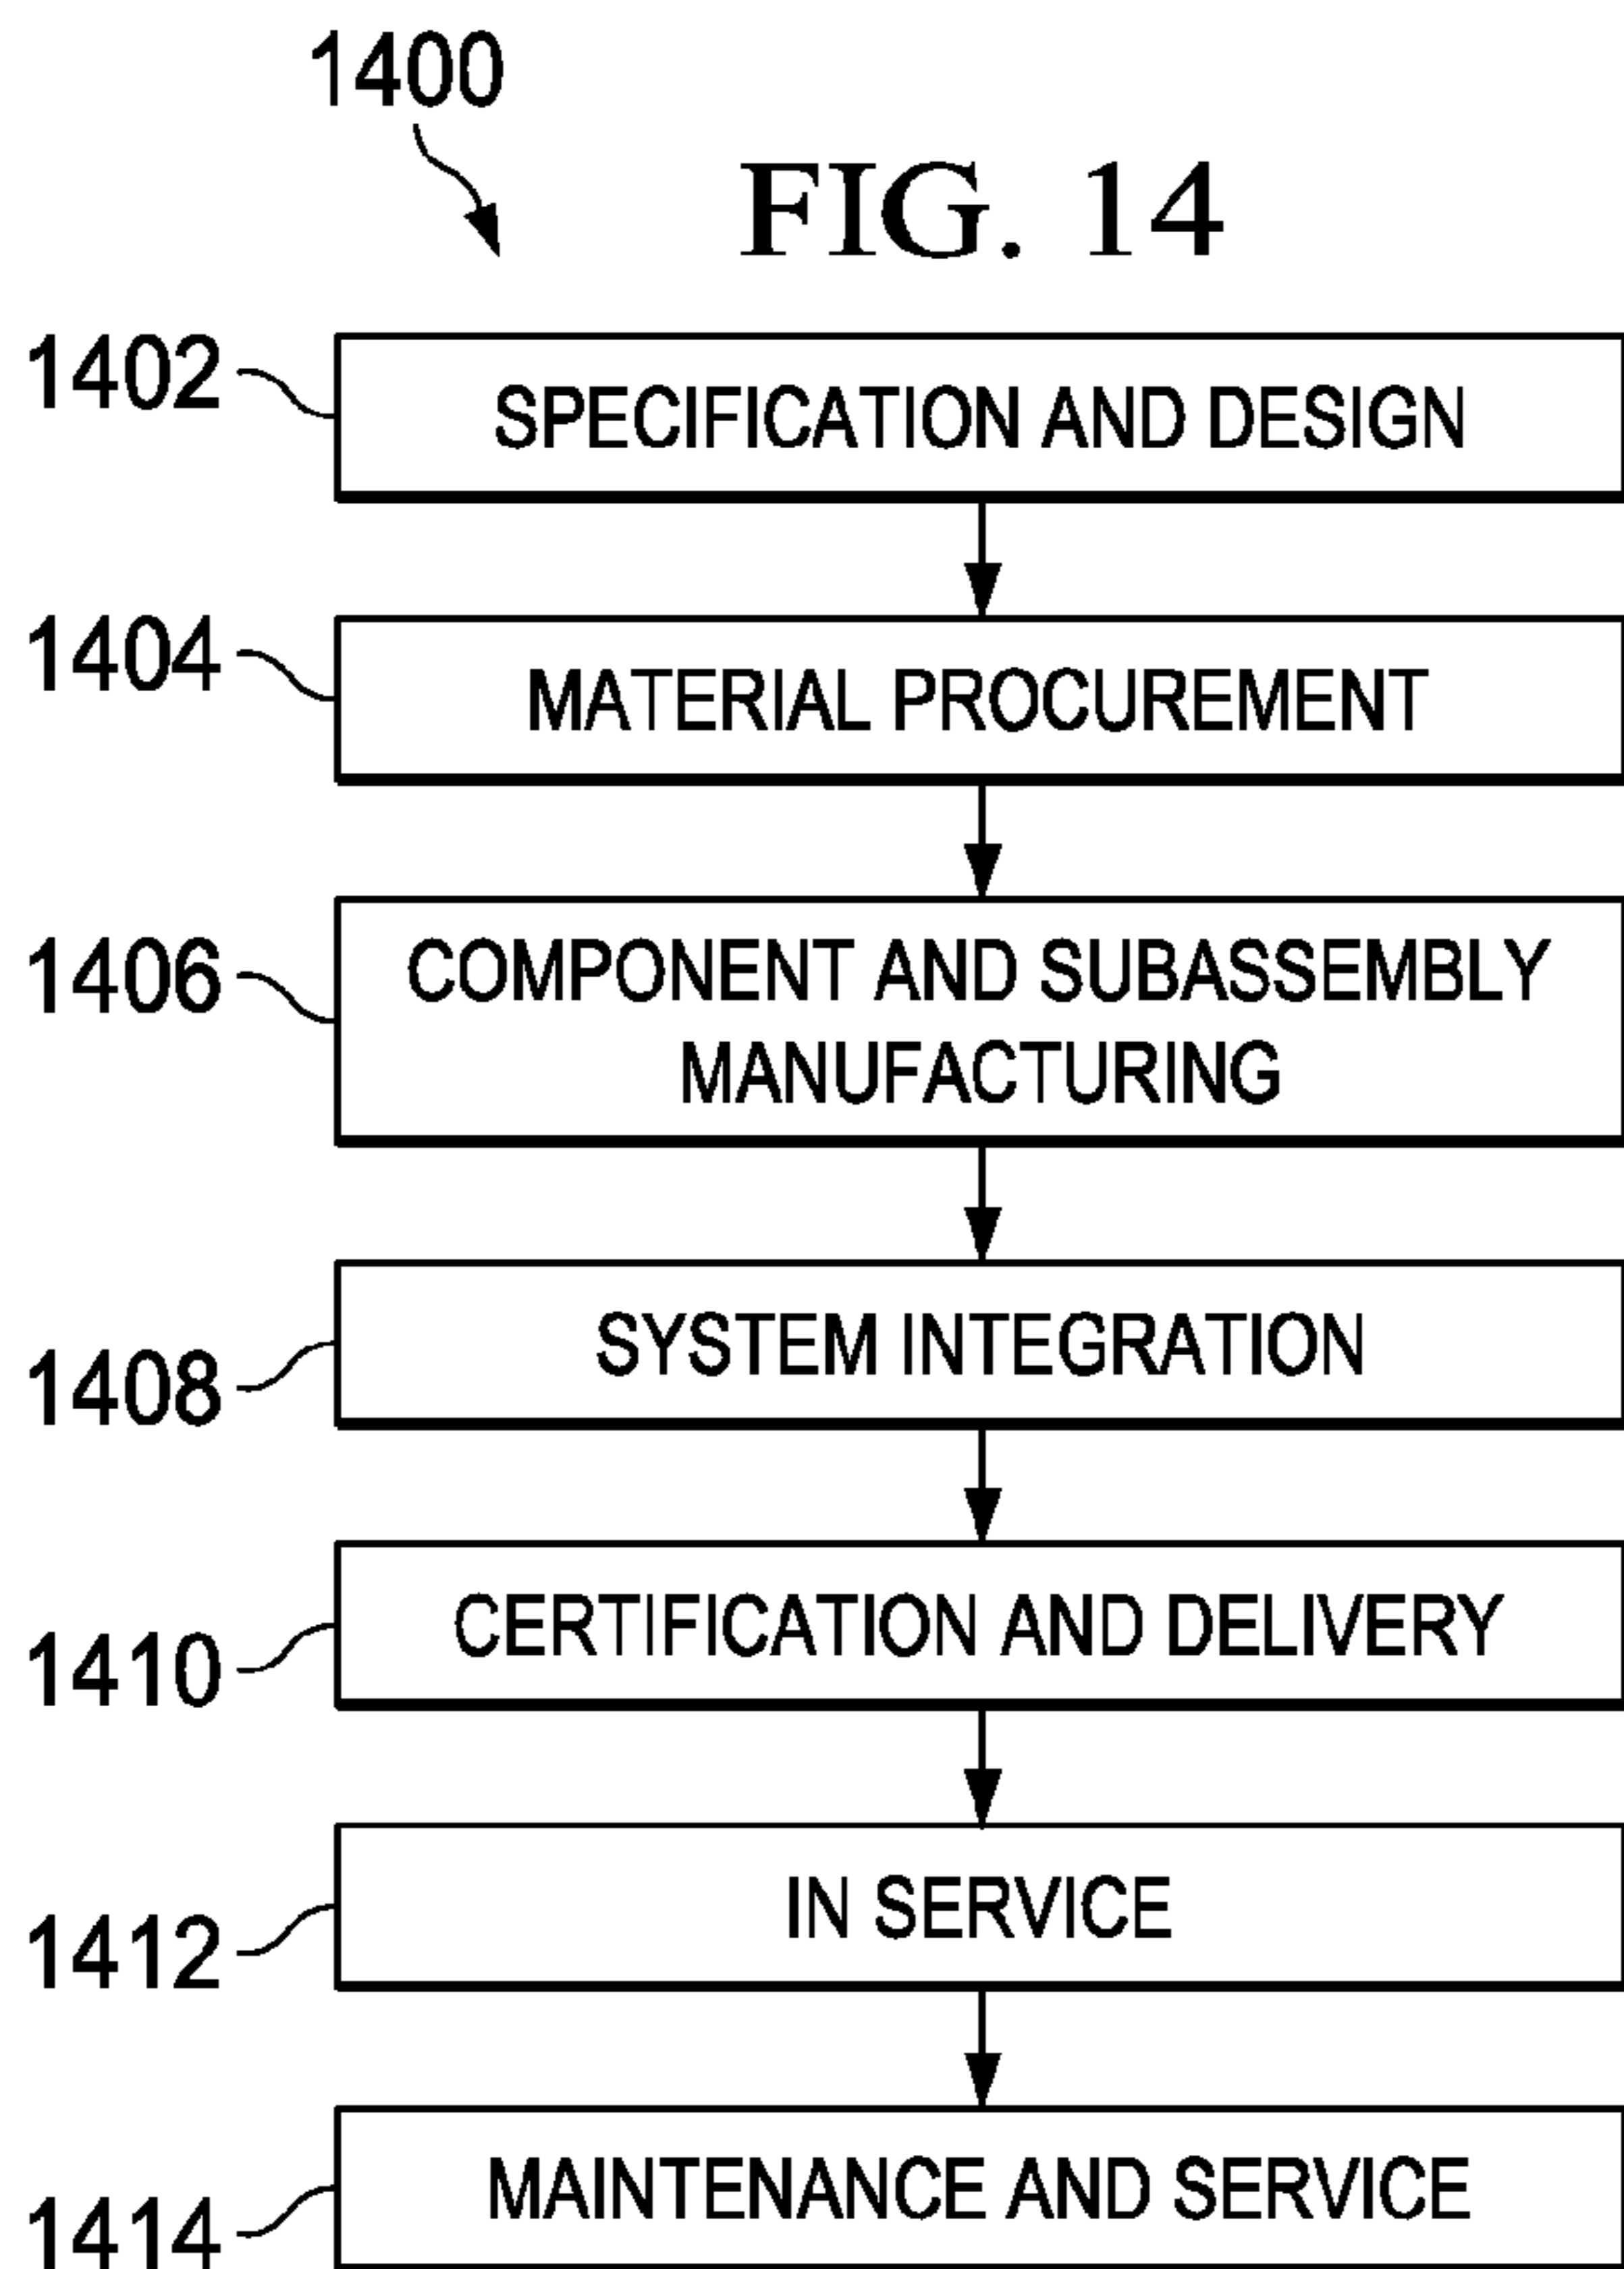 1400
FIG. 14
1402
SPECIFICATION AND DESIGN
1404
MATERIAL PROCUREMENT
1406
COMPONENT AND SUBASSEMBLY
MANUFACTURING
1408
SYSTEM INTEGRATION
1410
CERTIFICATION AND DELIVERY
1412
IN SERVICE
1414
MAINTENANCE AND SERVICE